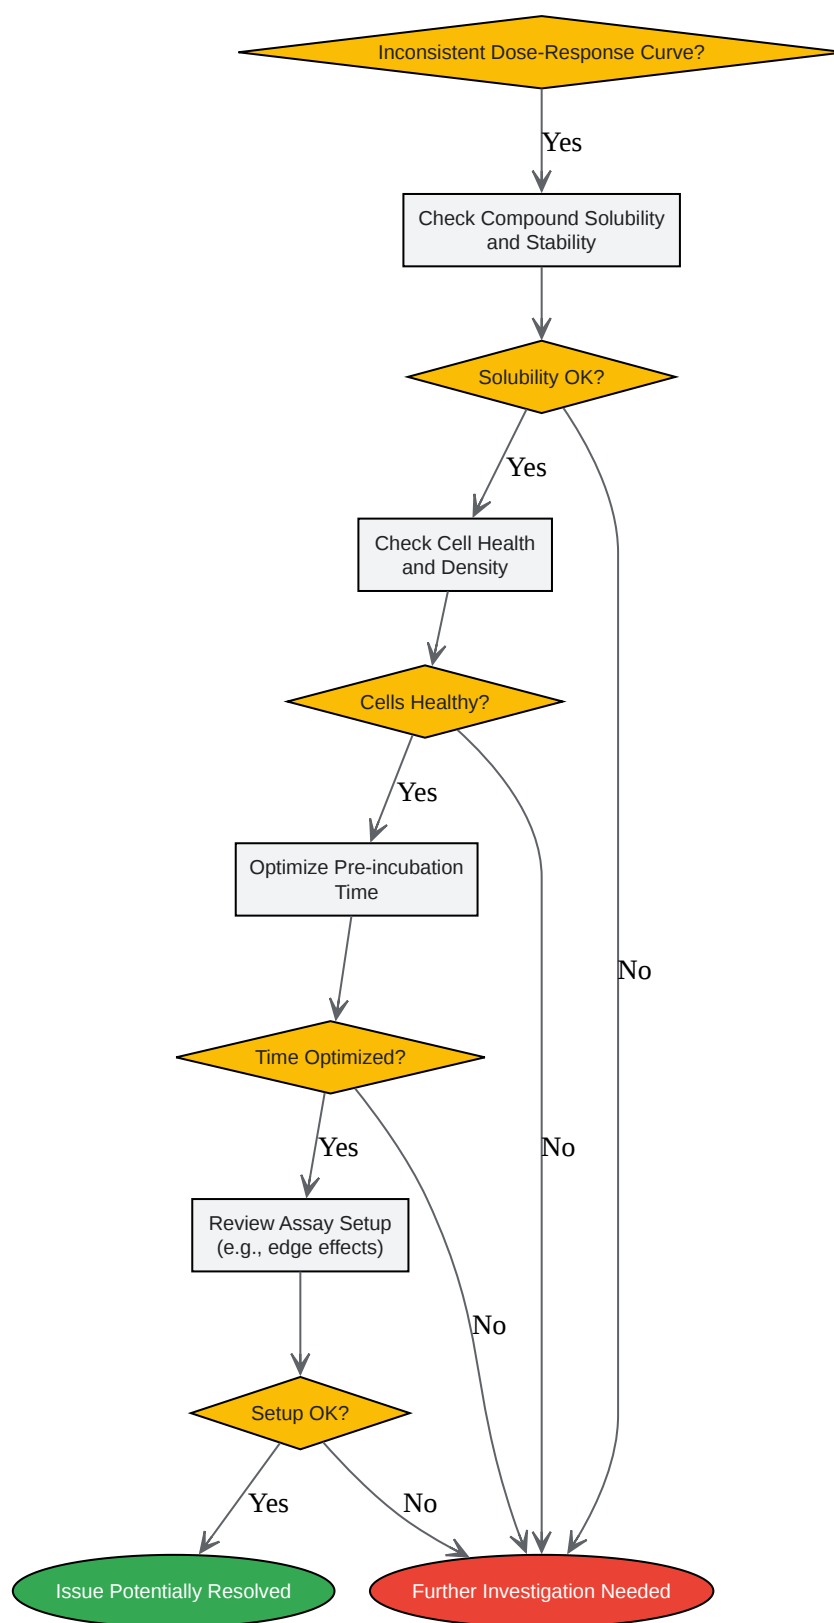 Inconsistent Dose-Response Curve?
Yes
Check Compound Solubility
and Stability
Solubility OK?
Yes
Check Cell Health
and Density
Cells Healthy?
Yes
Optimize Pre-incubation
Time
No
Time Optimized?
Yes
No
Review Assay Setup
(e.g., edge effects)
No
Setup OK?
Yes
No
Issue Potentially Resolved
Further Investigation Needed